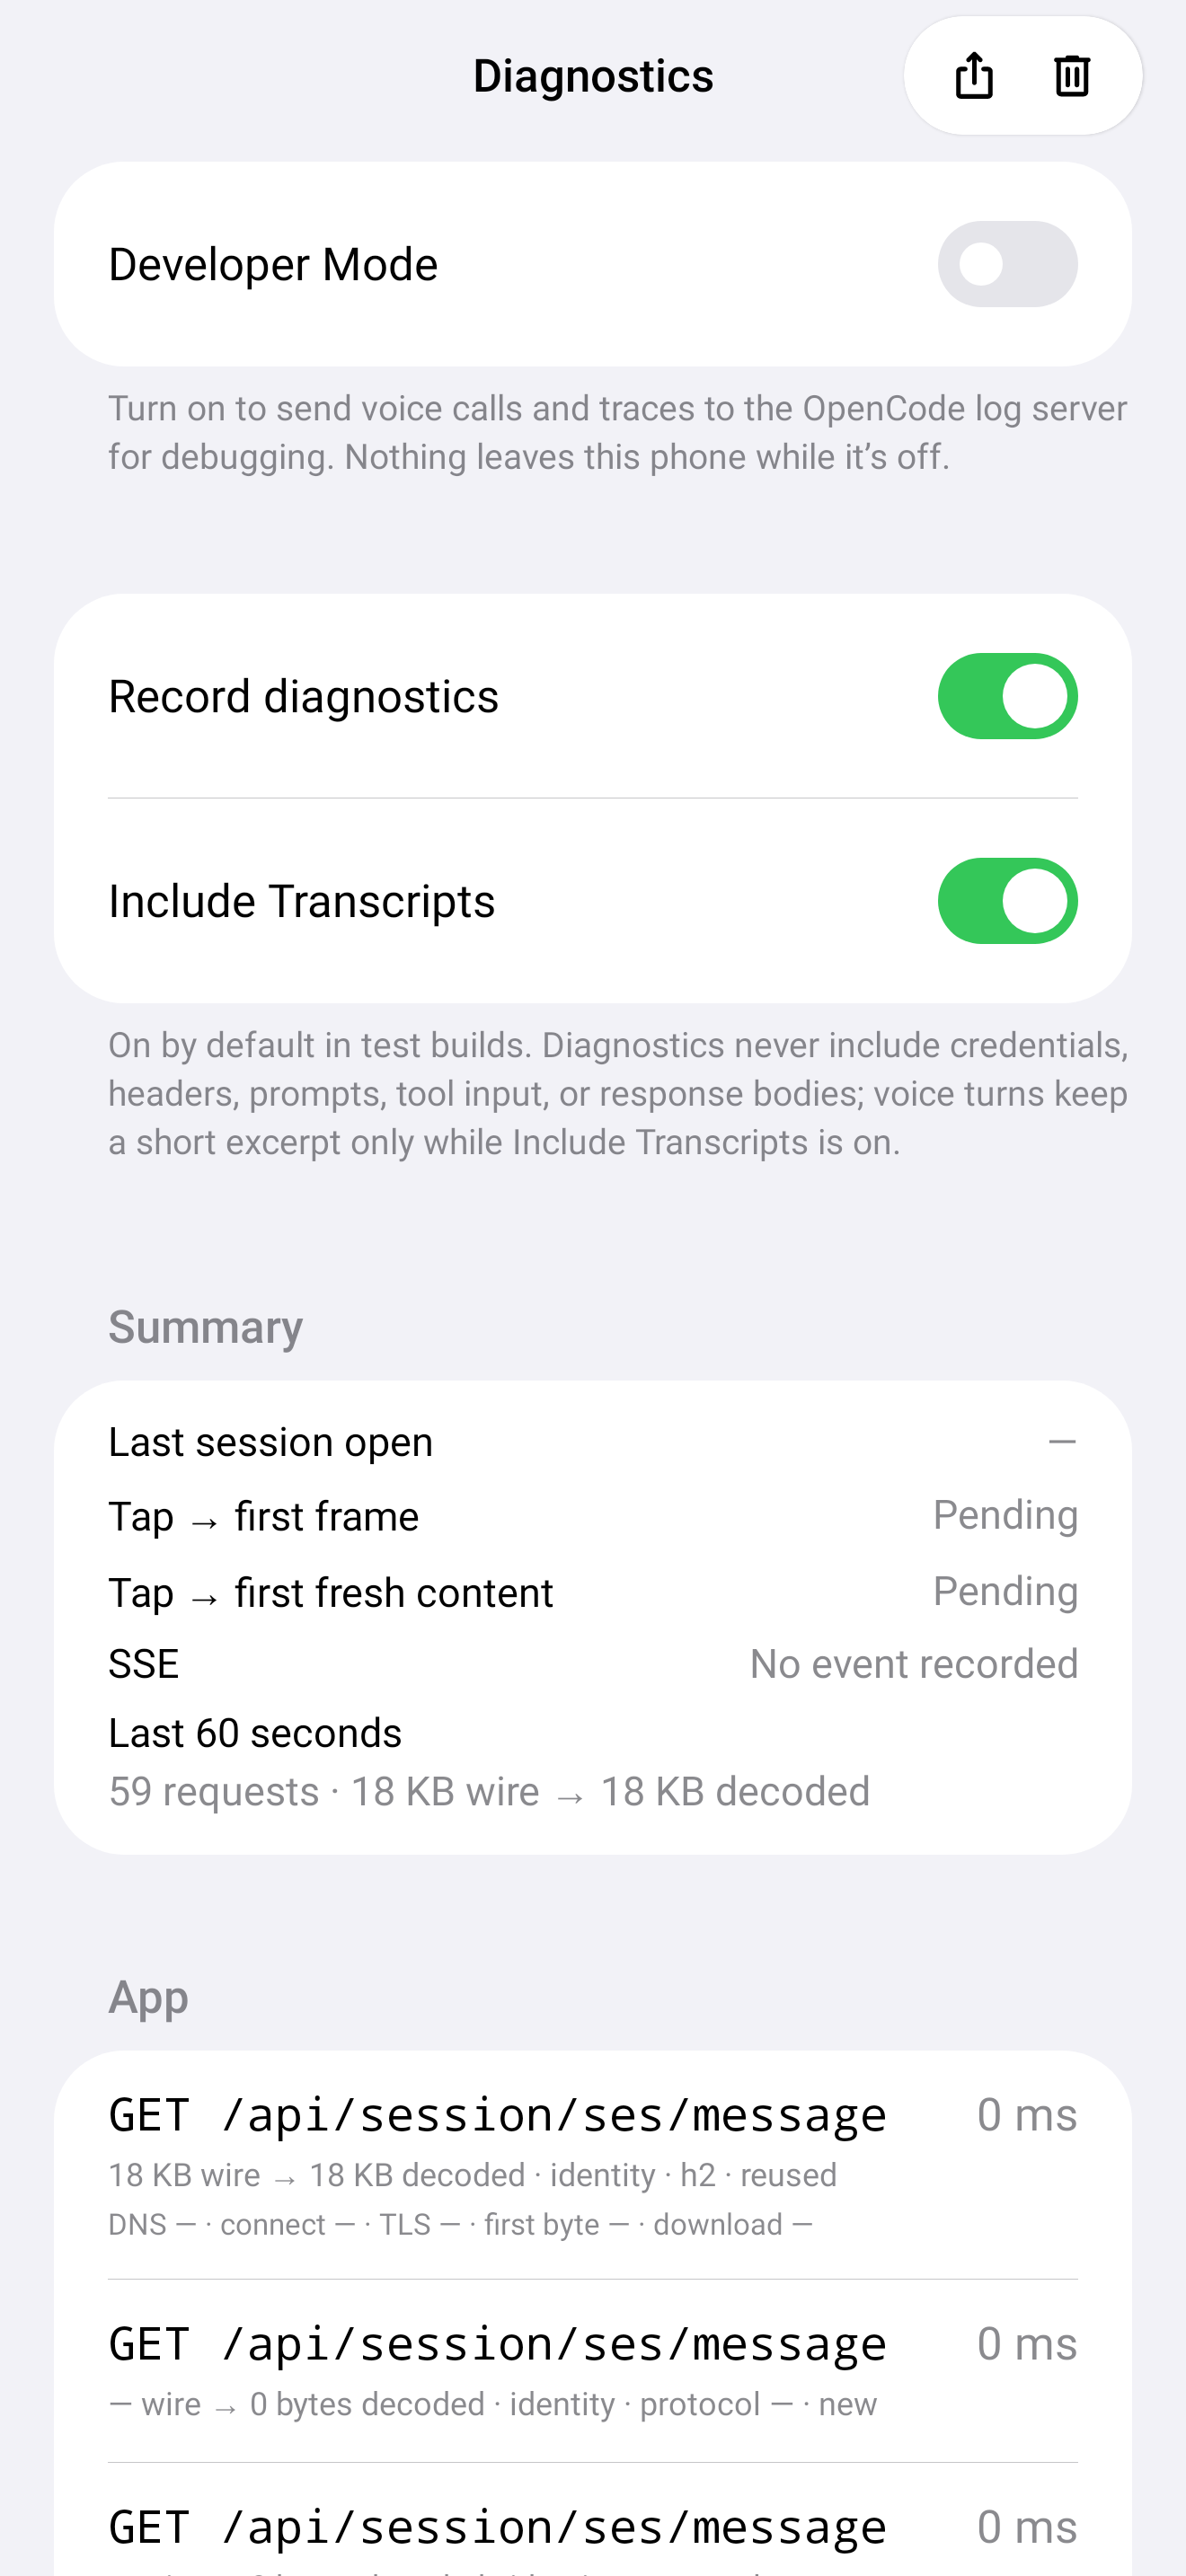 Diagnostics
Developer Mode
Turn on to send voice calls and traces to the OpenCode log server
for debugging. Nothing leaves this phone while it’s off.
Record diagnostics
Include Transcripts
On by default in test builds. Diagnostics never include credentials,
headers, prompts, tool input, or response bodies; voice turns keep
a short excerpt only while Include Transcripts is on.
Summary
Last session open —
Tap → first frame Pending
Tap → first fresh content Pending
SSE No event recorded
Last 60 seconds
59 requests · 18 KB wire → 18 KB decoded
App
GET /api/session/ses/message 0 ms
18 KB wire → 18 KB decoded · identity · h2 · reused
DNS — · connect — · TLS — · first byte — · download —
GET /api/session/ses/message 0 ms
— wire → 0 bytes decoded · identity · protocol — · new
GET /api/session/ses/message 0 ms